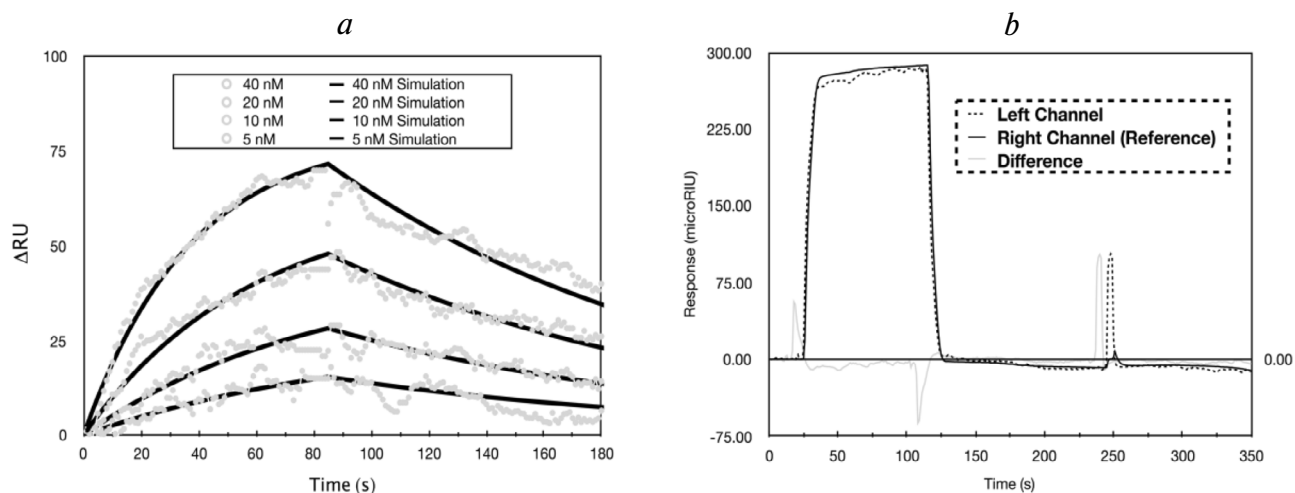 a
100
75
50
25
0
ΔRU
40 nM 40 nM Simulation
20 nM 20 nM Simulation
10 nM 10 nM Simulation
5 nM 5 nM Simulation
0 20 40 60 80 100 120 140 160 180
Time (s)
b
300.00
225.00
150.00
75.00
0.00
-75.00
Response (microRIU)
Left Channel
Right Channel (Reference)
Difference
0.00
0 50 100 150 200 250 300 350
Time (s)